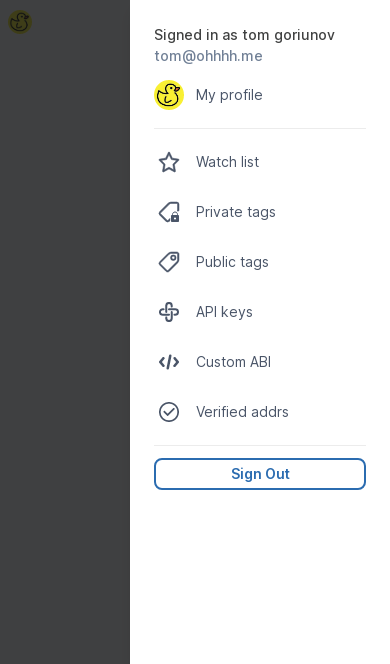 Signed in as tom goriunov
tom@ohhhh.me
My profile
Watch list
Private tags
Public tags
API keys
Custom ABI
Verified addrs
Sign Out